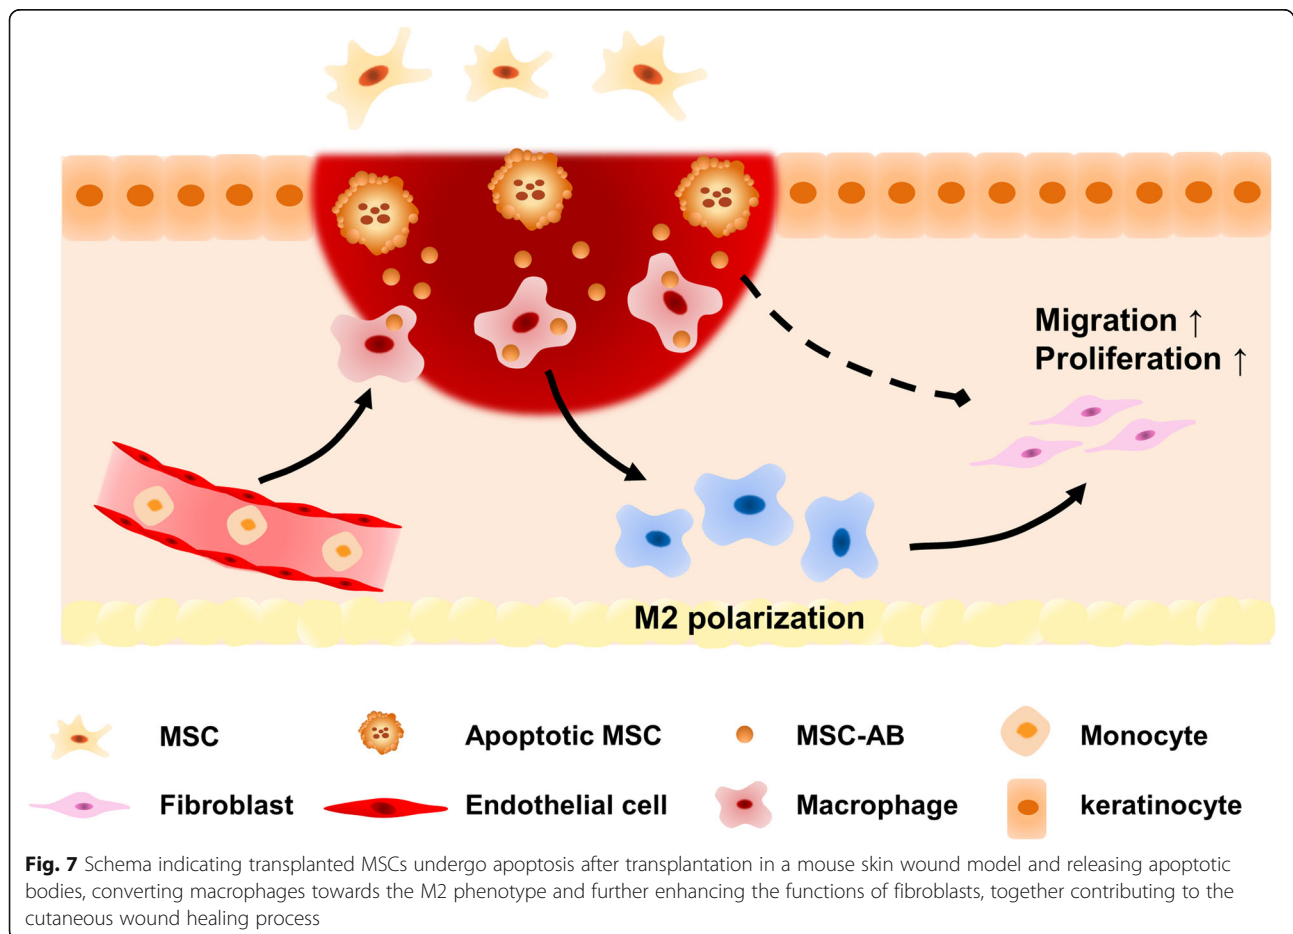 Migration ↑
Proliferation ↑
M2 polarization
MSC
Apoptotic MSC
MSC-AB
Monocyte
Fibroblast
Endothelial cell
Macrophage
keratinocyte
Fig. 7 Schema indicating transplanted MSCs undergo apoptosis after transplantation in a mouse skin wound model and releasing apoptotic
bodies, converting macrophages towards the M2 phenotype and further enhancing the functions of fibroblasts, together contributing to the
cutaneous wound healing process